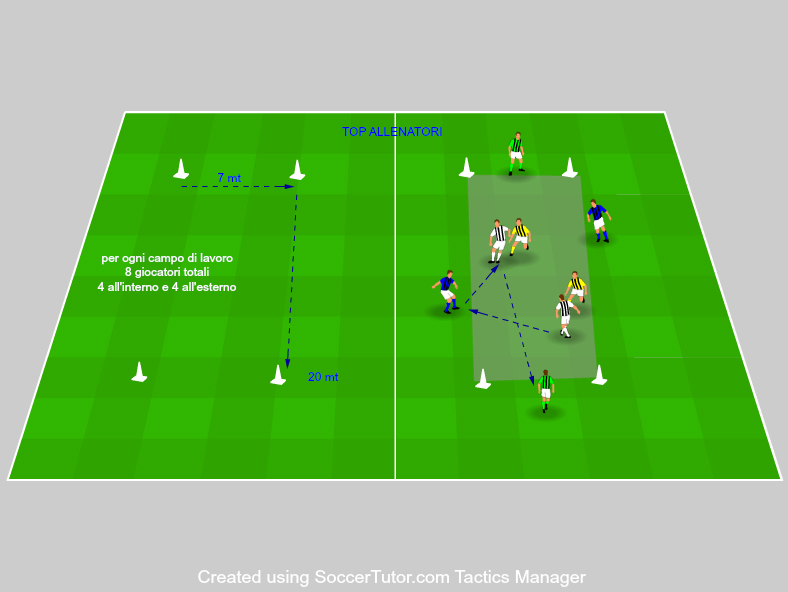 TOP ALLENATORI
7 mt
per ogni campo di lavoro
8 giocatori totali
4 all'interno e 4 all'esterno
20 mt
Created using SoccerTutor.com Tactics Manager